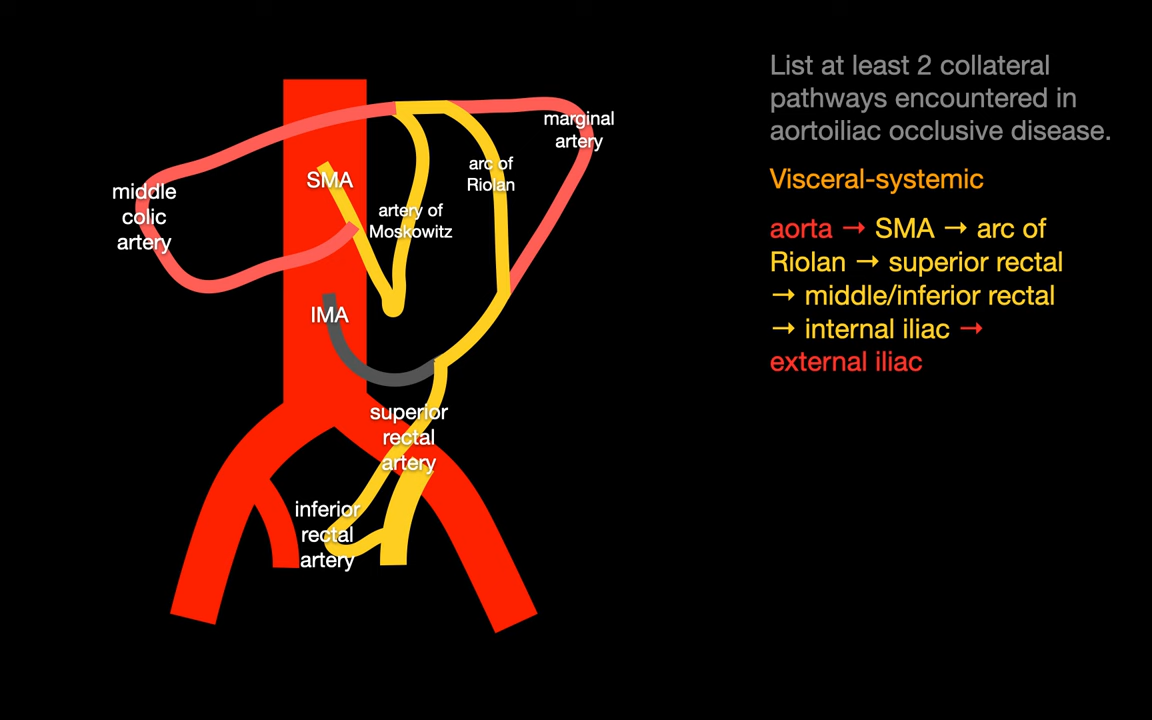 marginal
artery
arc of
Riolan
SMA
middle
colic
artery
artery of
Moskowitz
IMA
superior
rectal
artery
inferior
rectal
artery
List at least 2 collateral
pathways encountered in
aortoiliac occlusive disease.
Visceral-systemic
aorta → SMA → arc of
Riolan → superior rectal
→ middle/inferior rectal
→ internal iliac →
external iliac